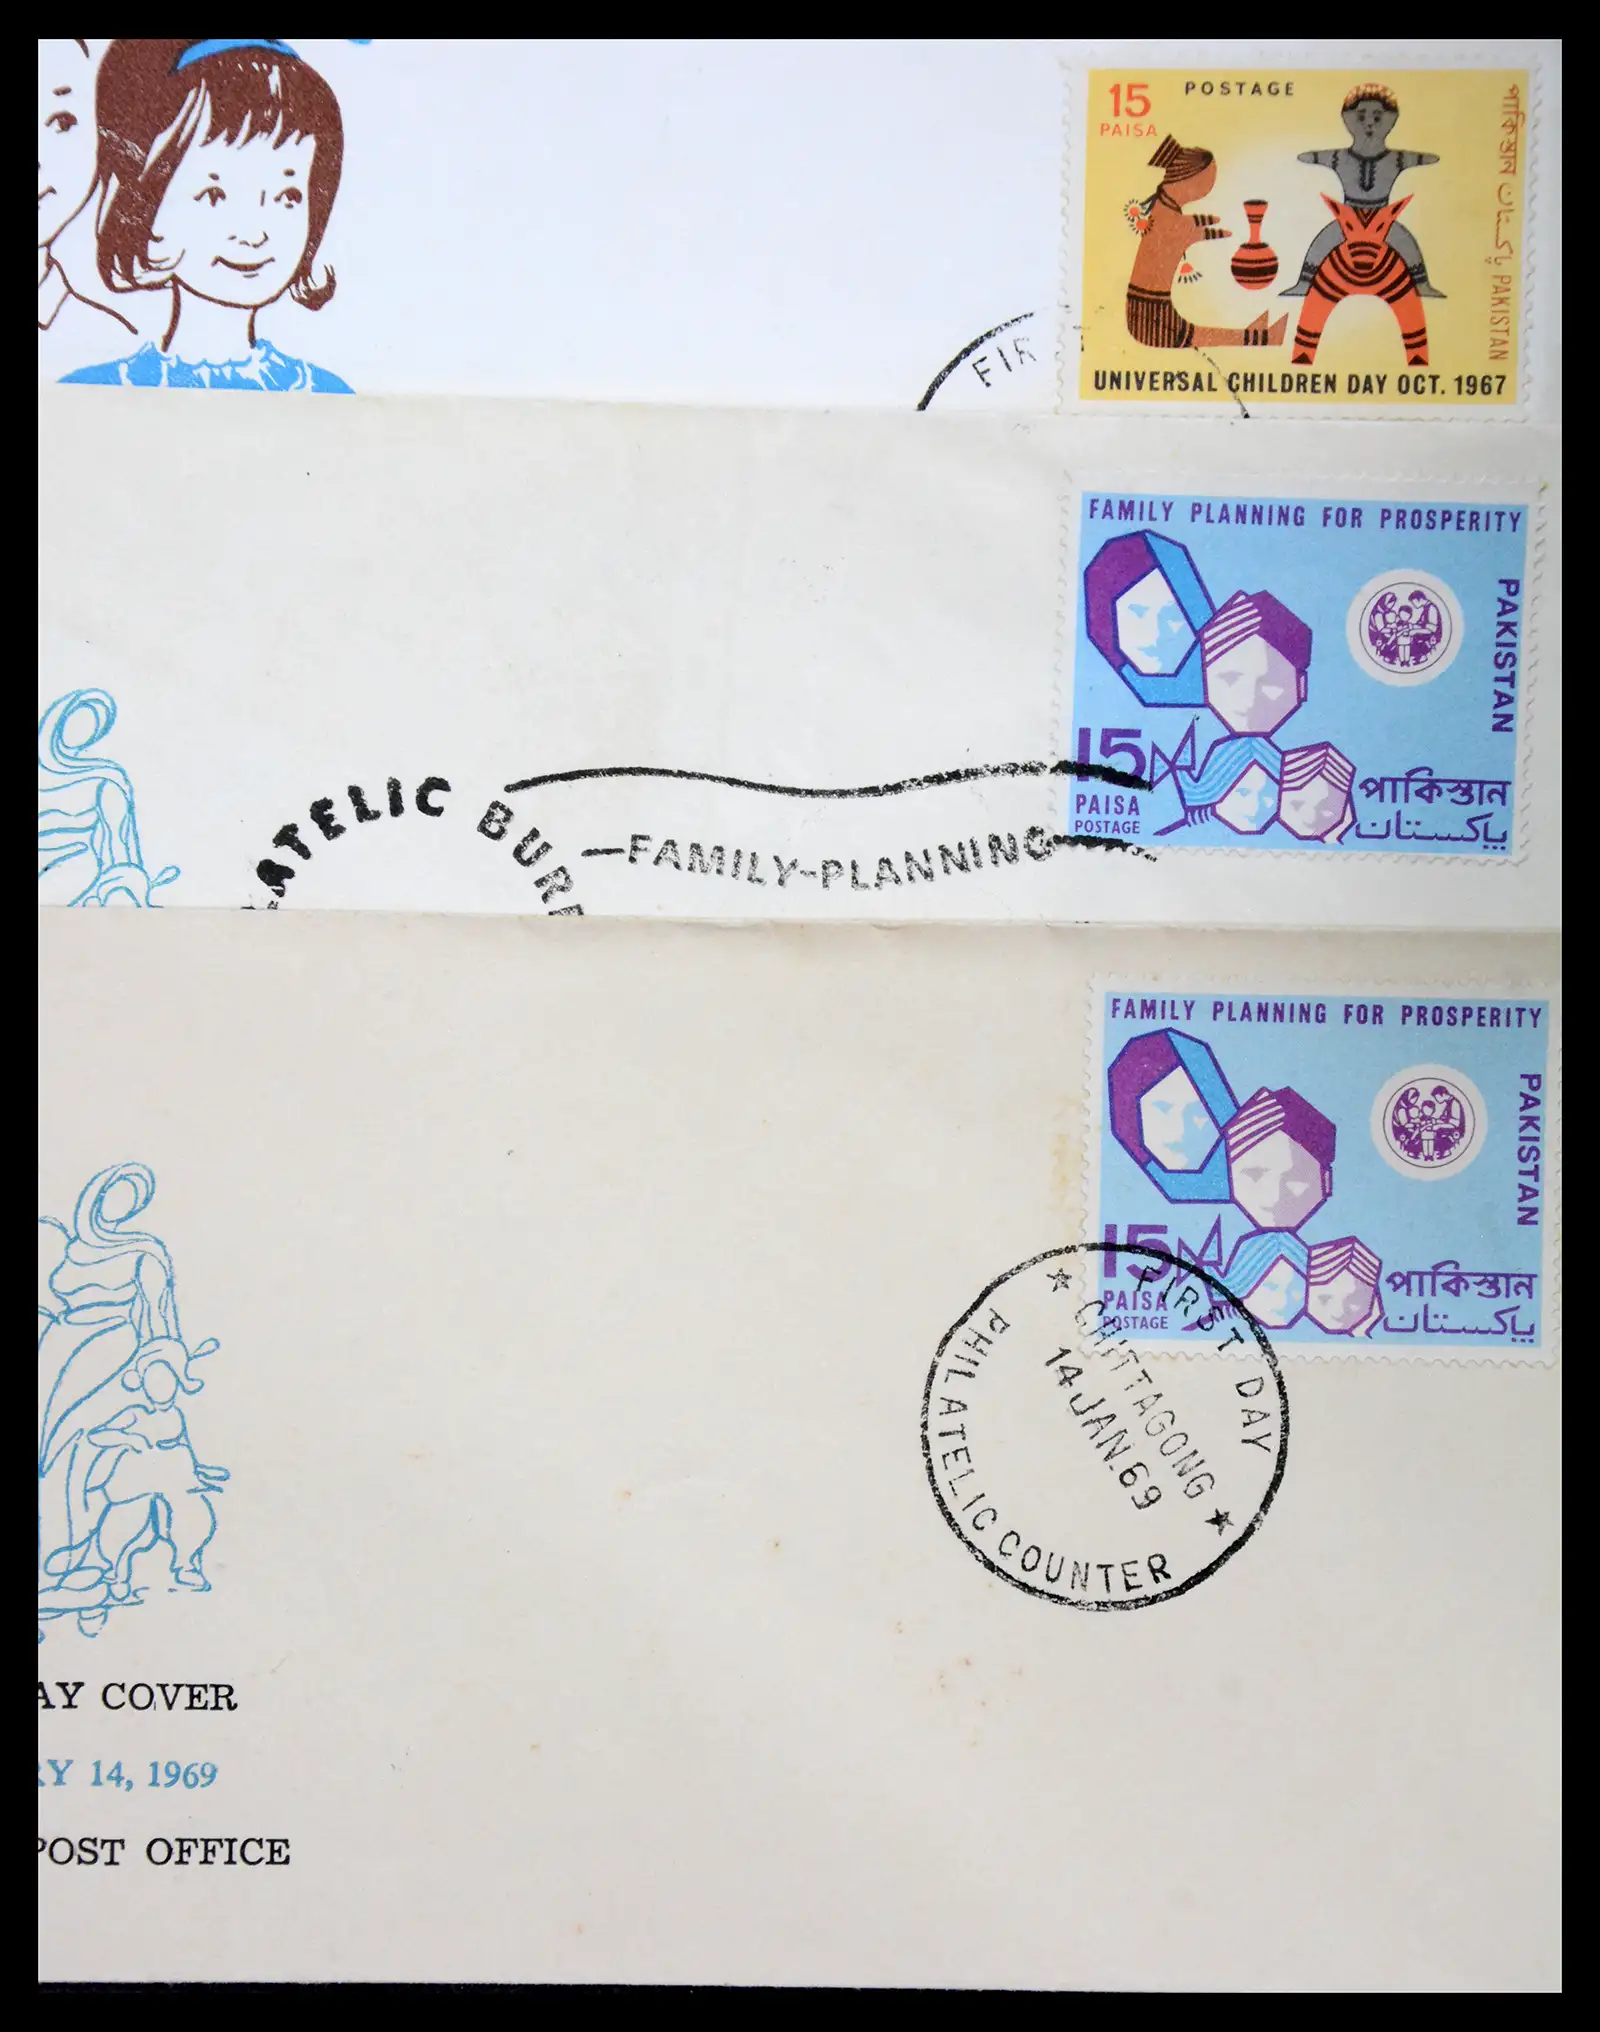 15
PAISA
POSTAGE
পাকিস্তান پاکستان PAKISTAN
UNIVERSAL CHILDREN DAY OCT. 1967
FIR
FAMILY PLANNING FOR PROSPERITY
PAKISTAN
15
PAISA
POSTAGE
পাকিস্তান
پاکستان
ATELIC BUR
FAMILY-PLANNING
FAMILY PLANNING FOR PROSPERITY
PAKISTAN
15
PAISA
POSTAGE
পাকিস্তান
پاکستان
FIRST DAY
CHITTAGONG
14 JAN. 69
PHILATELIC COUNTER
AY COVER
RY 14, 1969
POST OFFICE